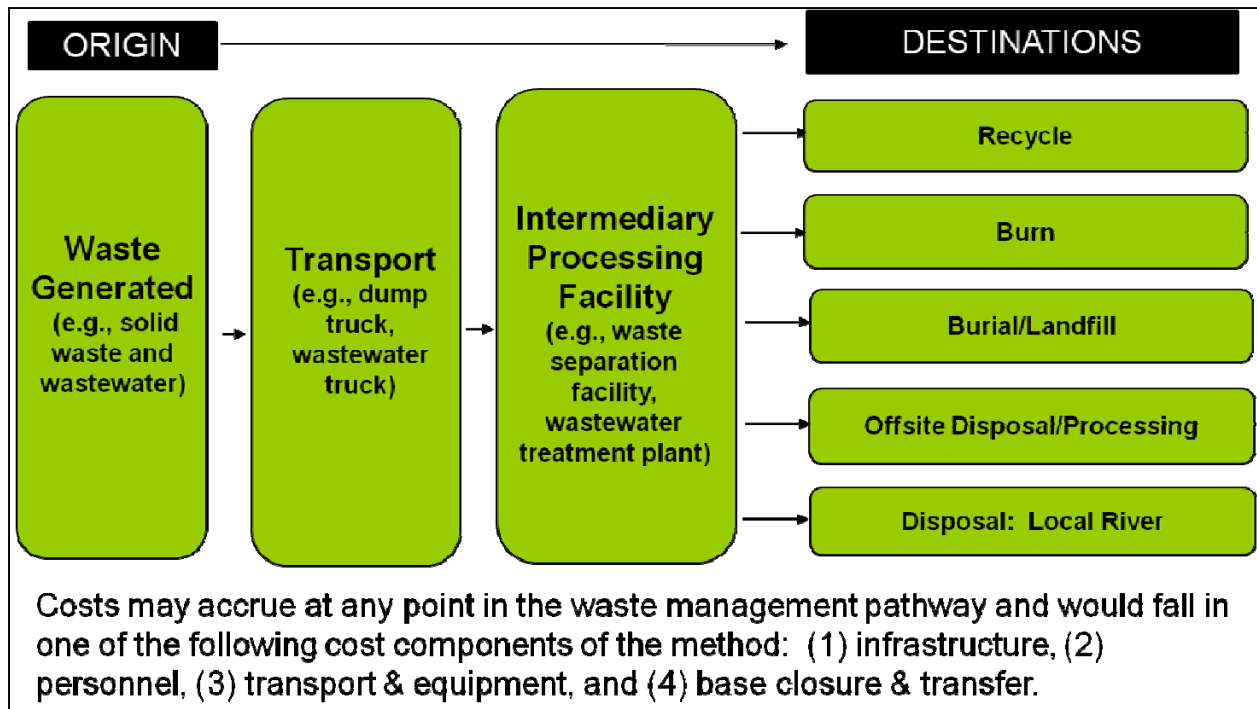 ORIGIN
DESTINATIONS
Waste
Generated
(e.g., solid
waste and
wastewater)
Transport
(e.g., dump
truck,
wastewater
truck)
Intermediary
Processing
Facility
(e.g., waste
separation
facility,
wastewater
treatment plant)
Recycle
Burn
Burial/Landfill
Offsite Disposal/Processing
Disposal: Local River
Costs may accrue at any point in the waste management pathway and would fall in
one of the following cost components of the method: (1) infrastructure, (2)
personnel, (3) transport & equipment, and (4) base closure & transfer.